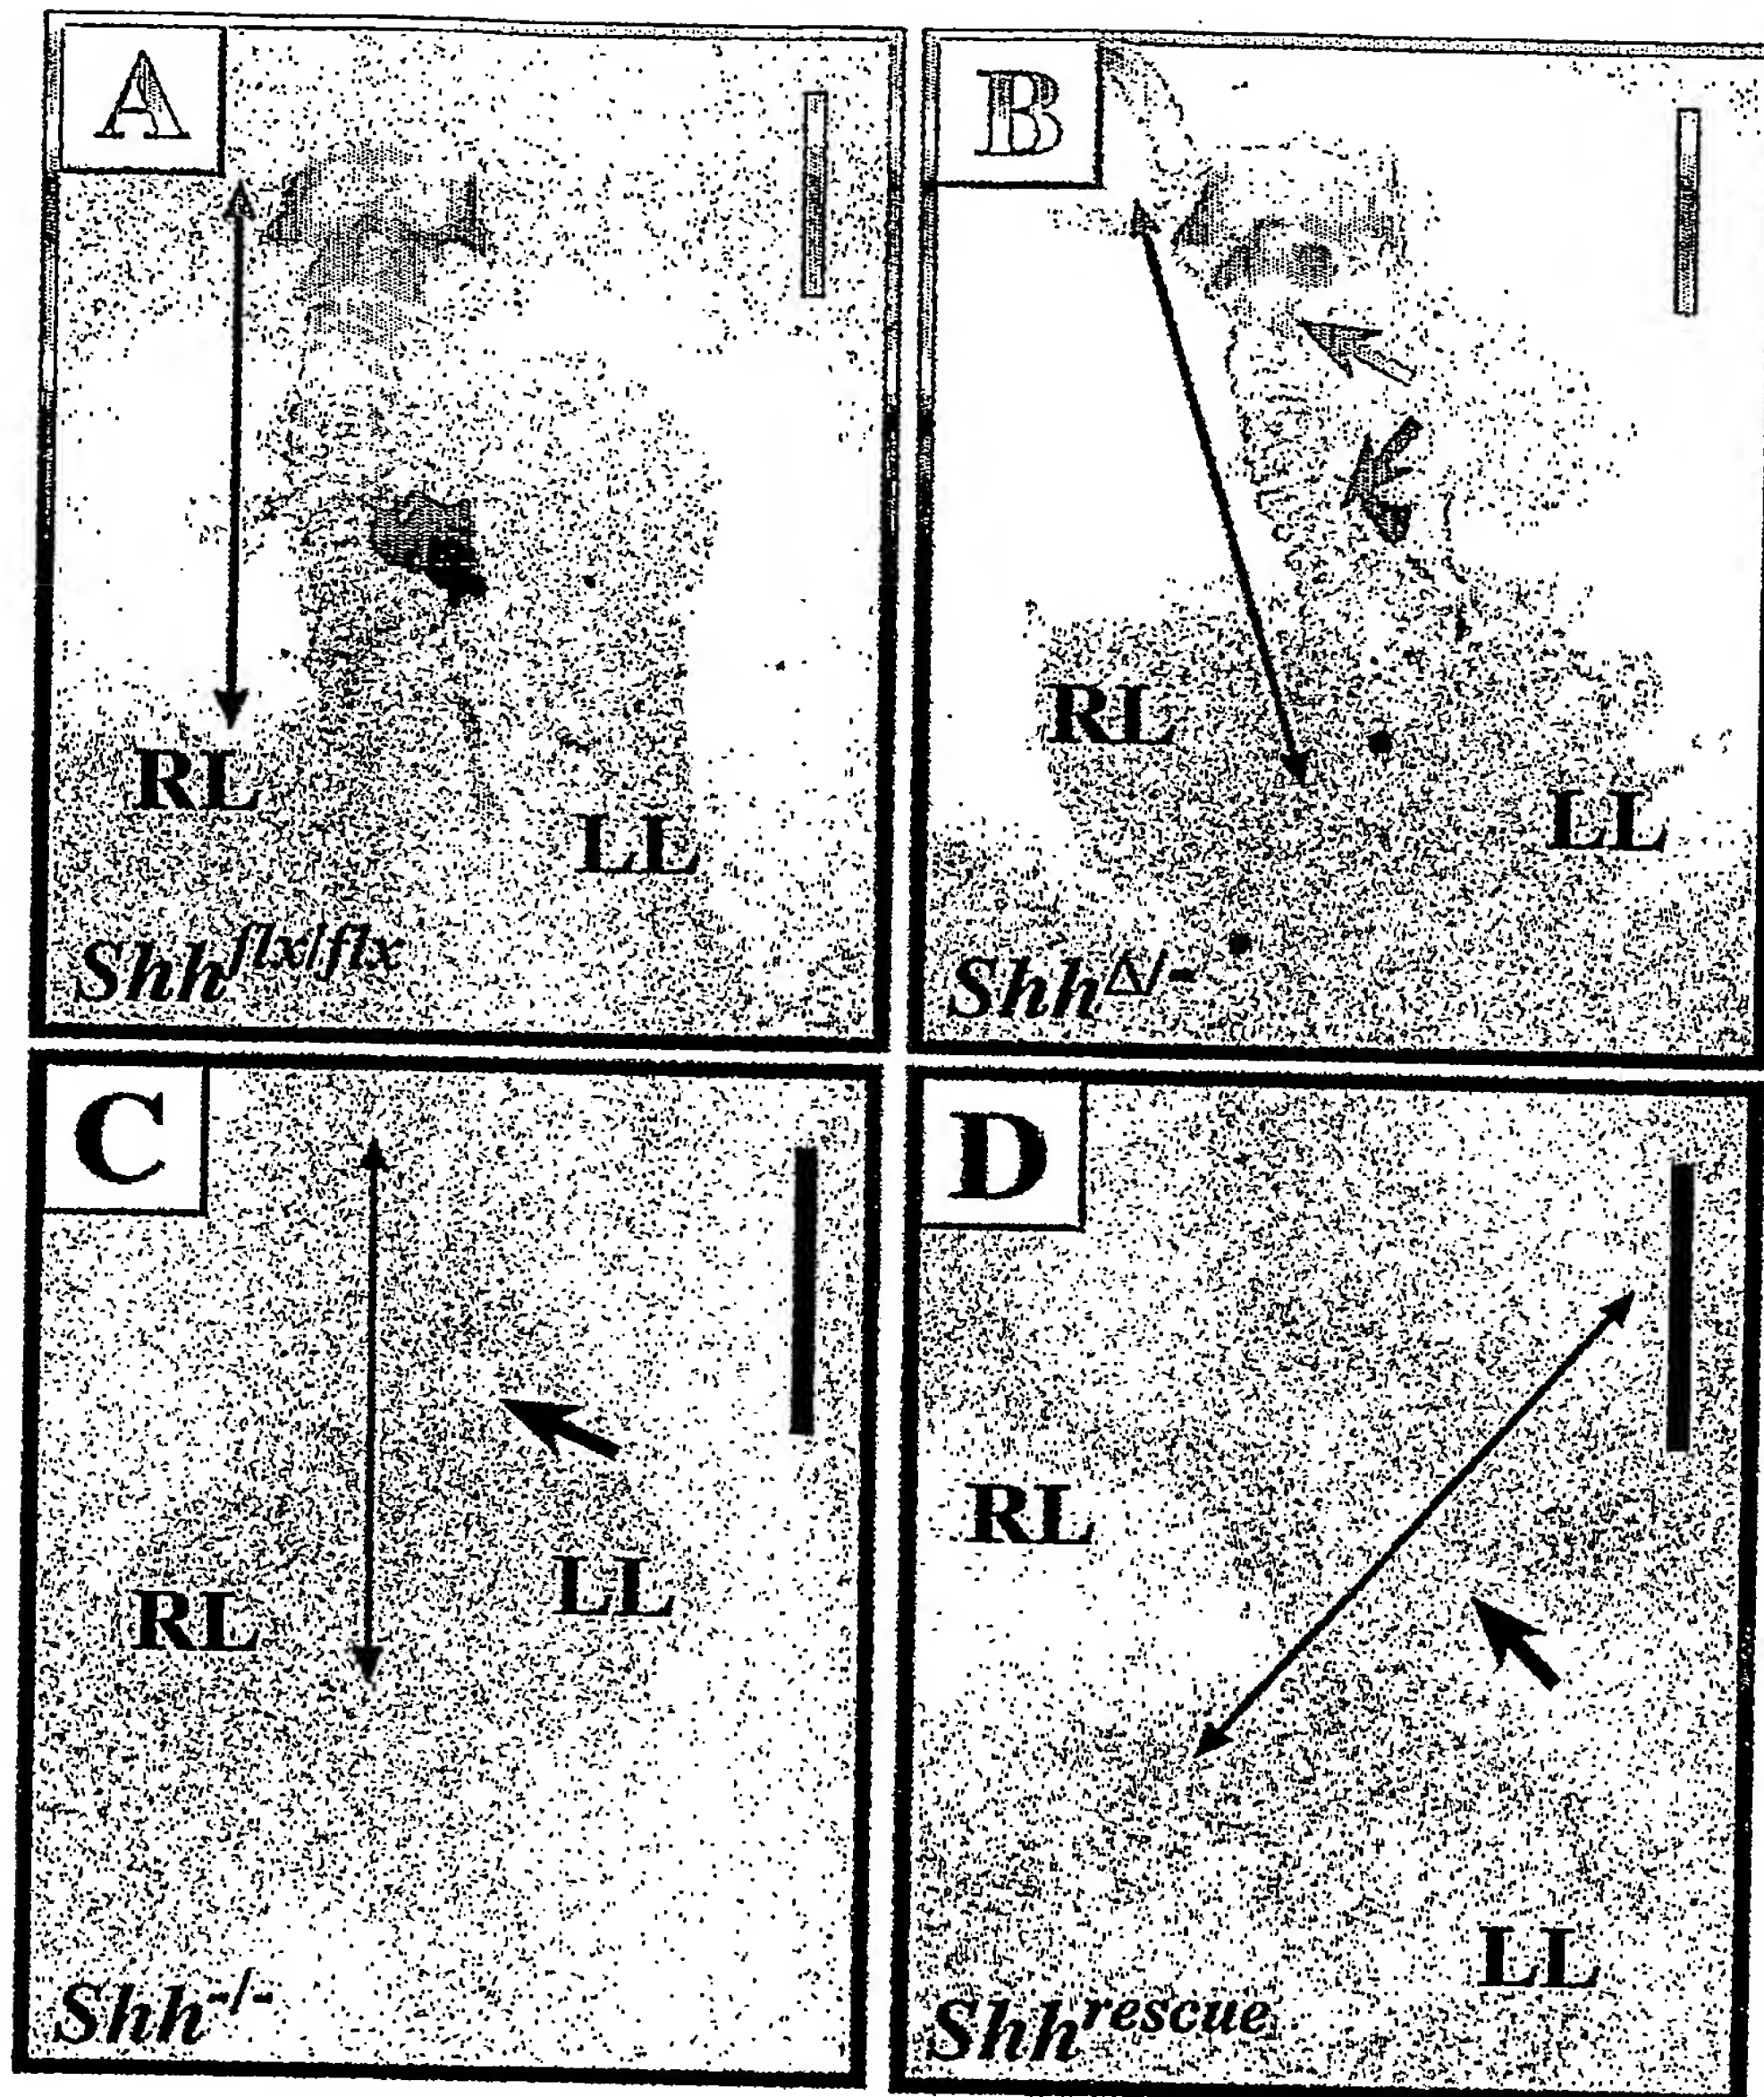 A
B
RL
LL
Shh^flx/flx
RL
LL
Shh^Δ/-
C
D
RL
LL
Shh^-/-
RL
LL
Shh^rescue